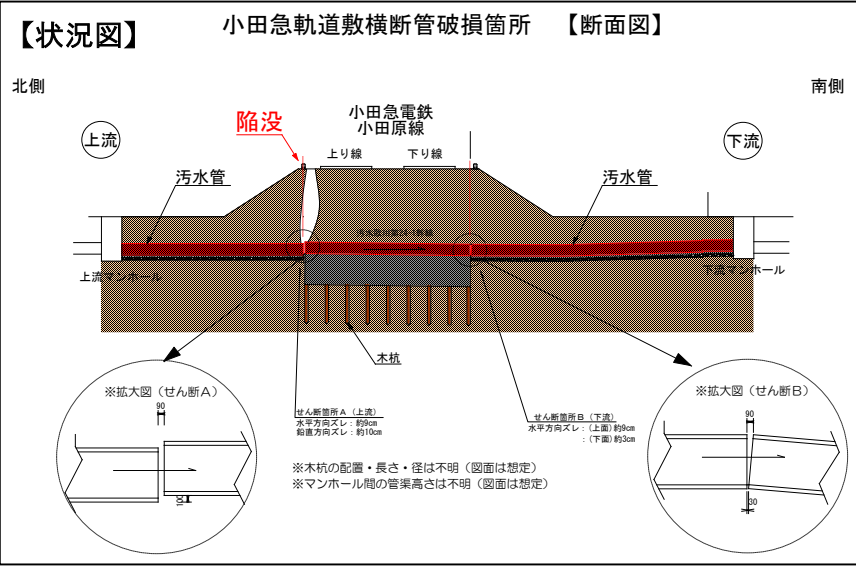 【状況図】
小田急軌道敷横断管破損箇所　【断面図】
北側
南側
陥没
小田急電鉄
小田原線
上り線
下り線
上流
下流
汚水管
汚水管
上流マンホール
下流マンホール
木杭
※拡大図（せん断A）
90
100
せん断箇所A（上流）
水平方向ズレ：約9cm
鉛直方向ズレ：約10cm
せん断箇所B（下流）
水平方向ズレ：(上面)約9cm
：(下面)約3cm
※拡大図（せん断B）
90
30
※木杭の配置・長さ・径は不明（図面は想定）
※マンホール間の管渠高さは不明（図面は想定）